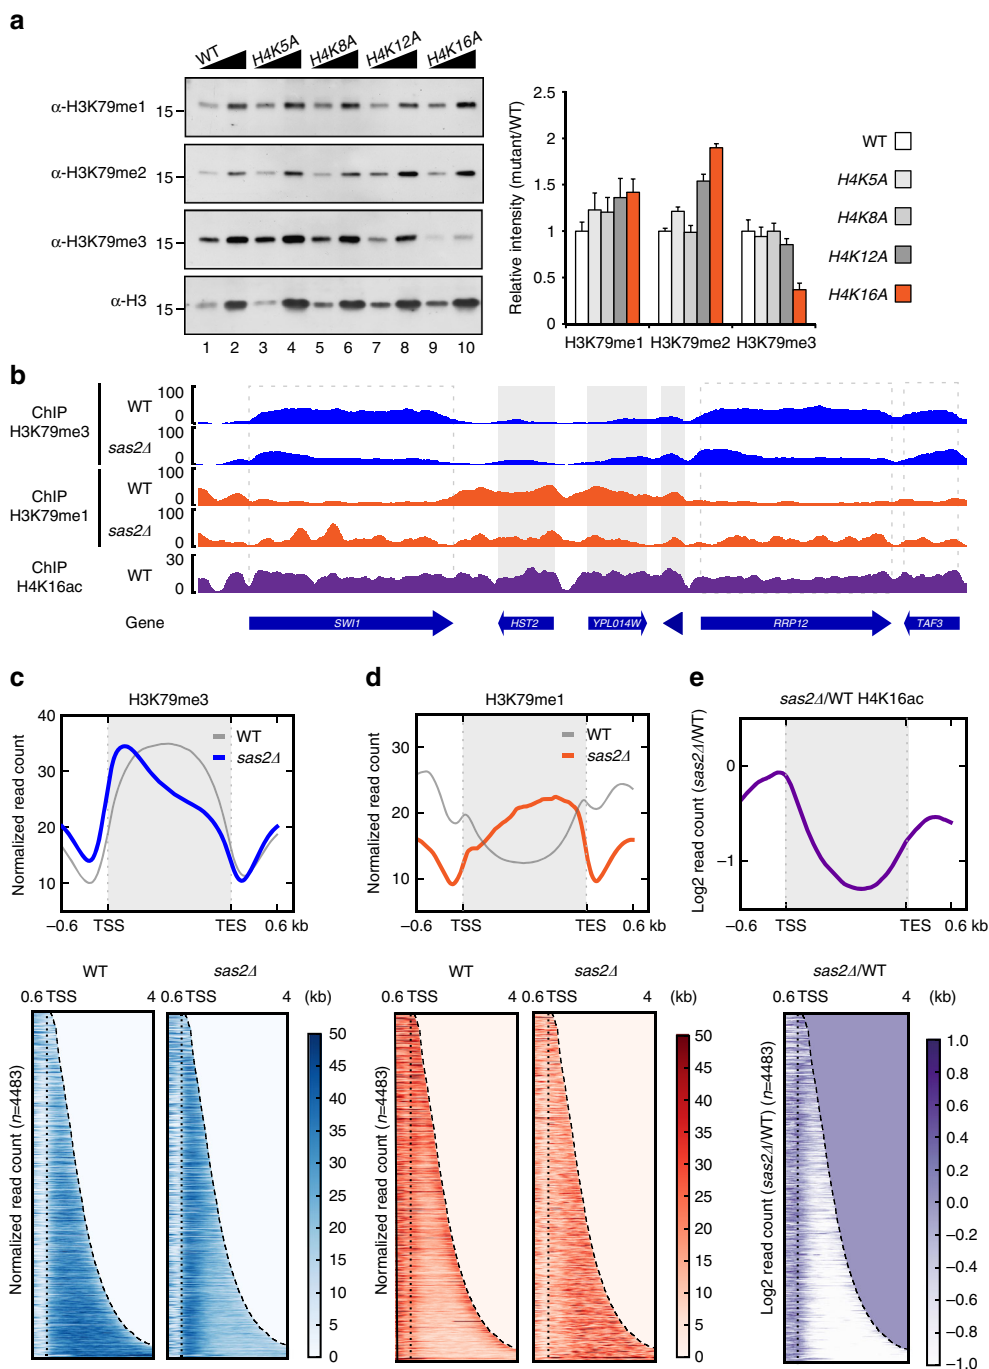 a
WT H4K5A H4K8A H4K12A H4K16A
α-H3K79me1 15
α-H3K79me2 15
α-H3K79me3 15
α-H3 15
1 2 3 4 5 6 7 8 9 10
Relative intensity (mutant/WT)
2.5
2
1.5
1
0.5
0
H3K79me1 H3K79me2 H3K79me3
WT
H4K5A
H4K8A
H4K12A
H4K16A
b
ChIP H3K79me3
WT 100 0
sas2Δ 100 0
ChIP H3K79me1
WT 100 0
sas2Δ 100 0
ChIP H4K16ac
WT 30 0
Gene SWI1 HST2 YPL014W RRP12 TAF3
c
H3K79me3
Normalized read count
40
30
20
10
WT
sas2Δ
–0.6 TSS TES 0.6 kb
WT sas2Δ
0.6 TSS 4 0.6 TSS 4 (kb)
Normalized read count (n=4483)
50
45
40
35
30
25
20
15
10
5
0
d
H3K79me1
Normalized read count
30
20
10
WT
sas2Δ
–0.6 TSS TES 0.6 kb
WT sas2Δ
0.6 TSS 4 0.6 TSS 4 (kb)
Normalized read count (n=4483)
50
45
40
35
30
25
20
15
10
5
0
e
sas2Δ/WT H4K16ac
Log2 read count (sas2Δ/WT)
0
–1
–0.6 TSS TES 0.6 kb
sas2Δ/WT
0.6 TSS 4 (kb)
Log2 read count (sas2Δ/WT) (n=4483)
1.0
0.8
0.6
0.4
0.2
0.0
–0.2
–0.4
–0.6
–0.8
–1.0